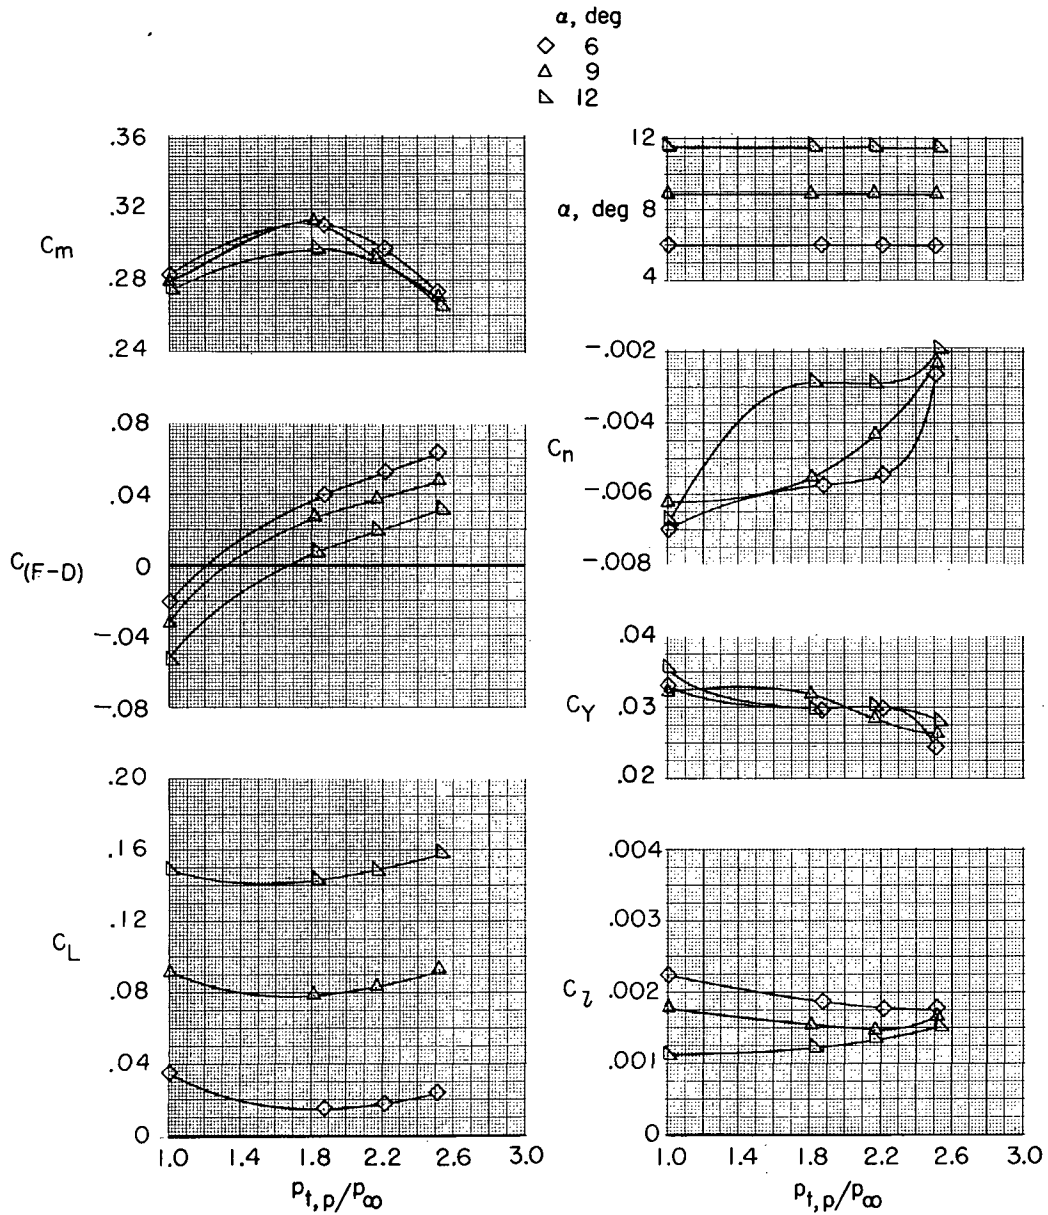 α, deg
6
9
12
.36
.32
Cm
.28
.24
.08
.04
C(F-D)
0
-.04
-.08
.20
.16
.12
CL
.08
.04
0
1.0 1.4 1.8 2.2 2.6 3.0
pt,p/p∞
12
α, deg 8
4
-.002
-.004
Cn
-.006
-.008
.04
CY .03
.02
.004
.003
Cl .002
.001
0
1.0 1.4 1.8 2.2 2.6 3.0
pt,p/p∞